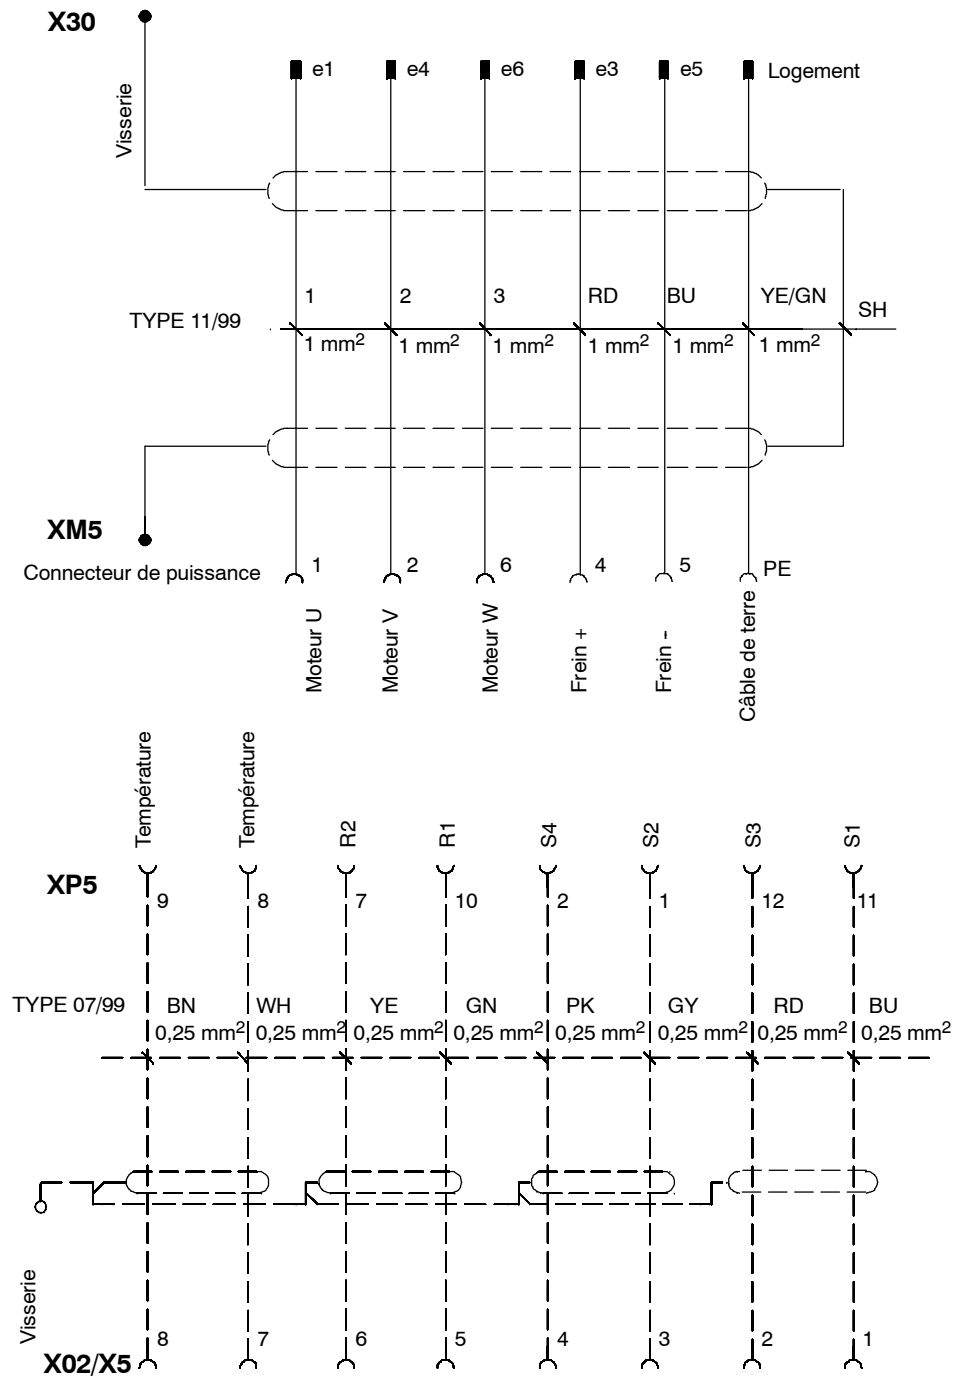 X30
e1 e4 e6 e3 e5 Logement
Visserie
1 2 3 RD BU YE/GN SH
TYPE 11/99
1 mm² 1 mm² 1 mm² 1 mm² 1 mm² 1 mm²
XM5
Connecteur de puissance
1 2 6 4 5 PE
Moteur U
Moteur V
Moteur W
Frein +
Frein -
Câble de terre
Température
Température
R2
R1
S4
S2
S3
S1
XP5
9 8 7 10 2 1 12 11
TYPE 07/99
BN WH YE GN PK GY RD BU
0,25 mm² 0,25 mm² 0,25 mm² 0,25 mm² 0,25 mm² 0,25 mm² 0,25 mm² 0,25 mm²
Visserie
8 7 6 5 4 3 2 1
X02/X5